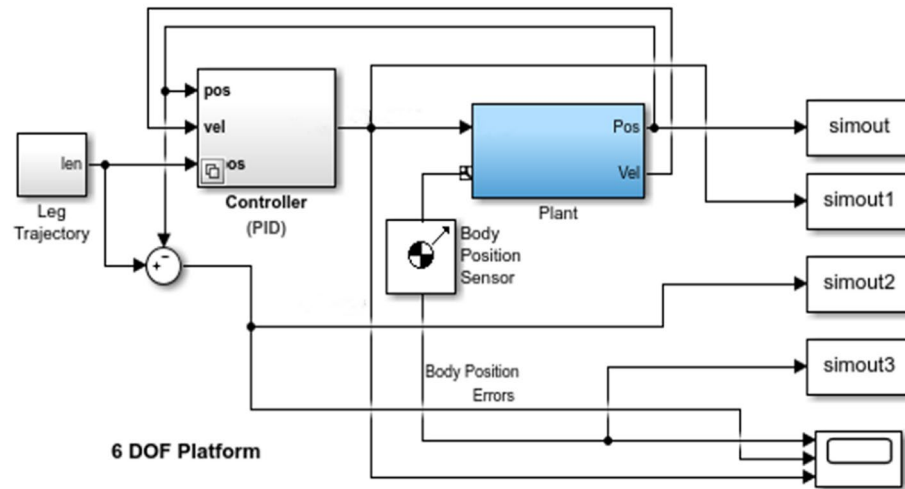 pos
vel
os
Controller
(PID)
len
Leg
Trajectory
Pos
Vel
Plant
Body
Position
Sensor
simout
simout1
simout2
simout3
Body Position
Errors
6 DOF Platform